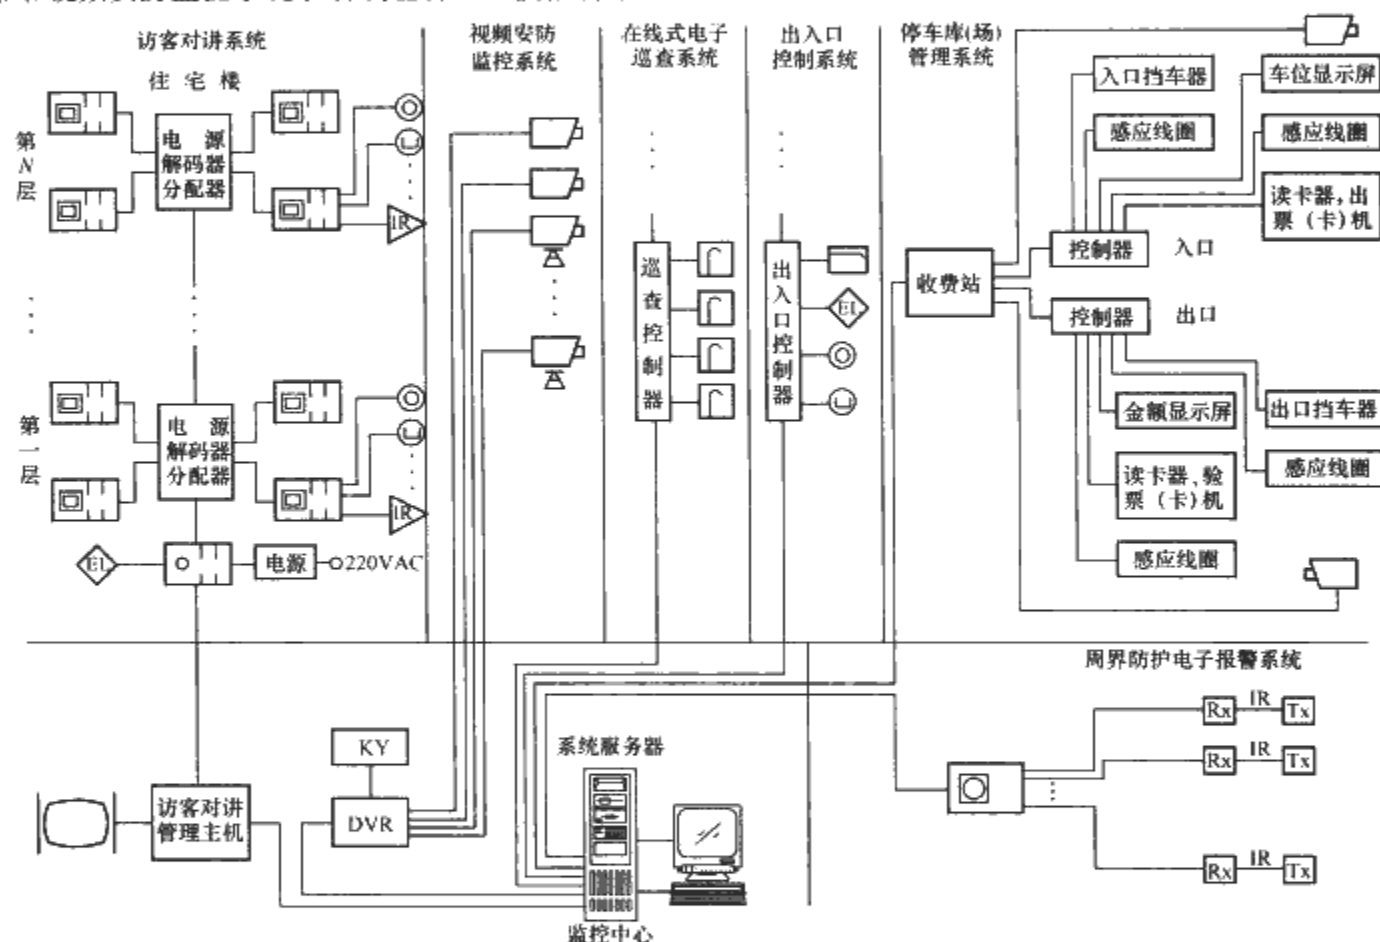 访客对讲系统
住宅楼
第N层
电源
解码器
分配器
IR
第一层
电源
解码器
分配器
IR
EL
电源
220VAC
视频安防
监控系统
在线式电子
巡查系统
巡查控制器
出入口
控制系统
出入口控制器
EL
停车库(场)
管理系统
入口挡车器
车位显示屏
感应线圈
感应线圈
读卡器,出
票(卡)机
控制器
入口
收费站
控制器
出口
金额显示屏
出口挡车器
读卡器、验
票(卡)机
感应线圈
感应线圈
周界防护电子报警系统
Rx IR Tx
Rx IR Tx
Rx IR Tx
KY
DVR
访客对讲
管理主机
系统服务器
监控中心